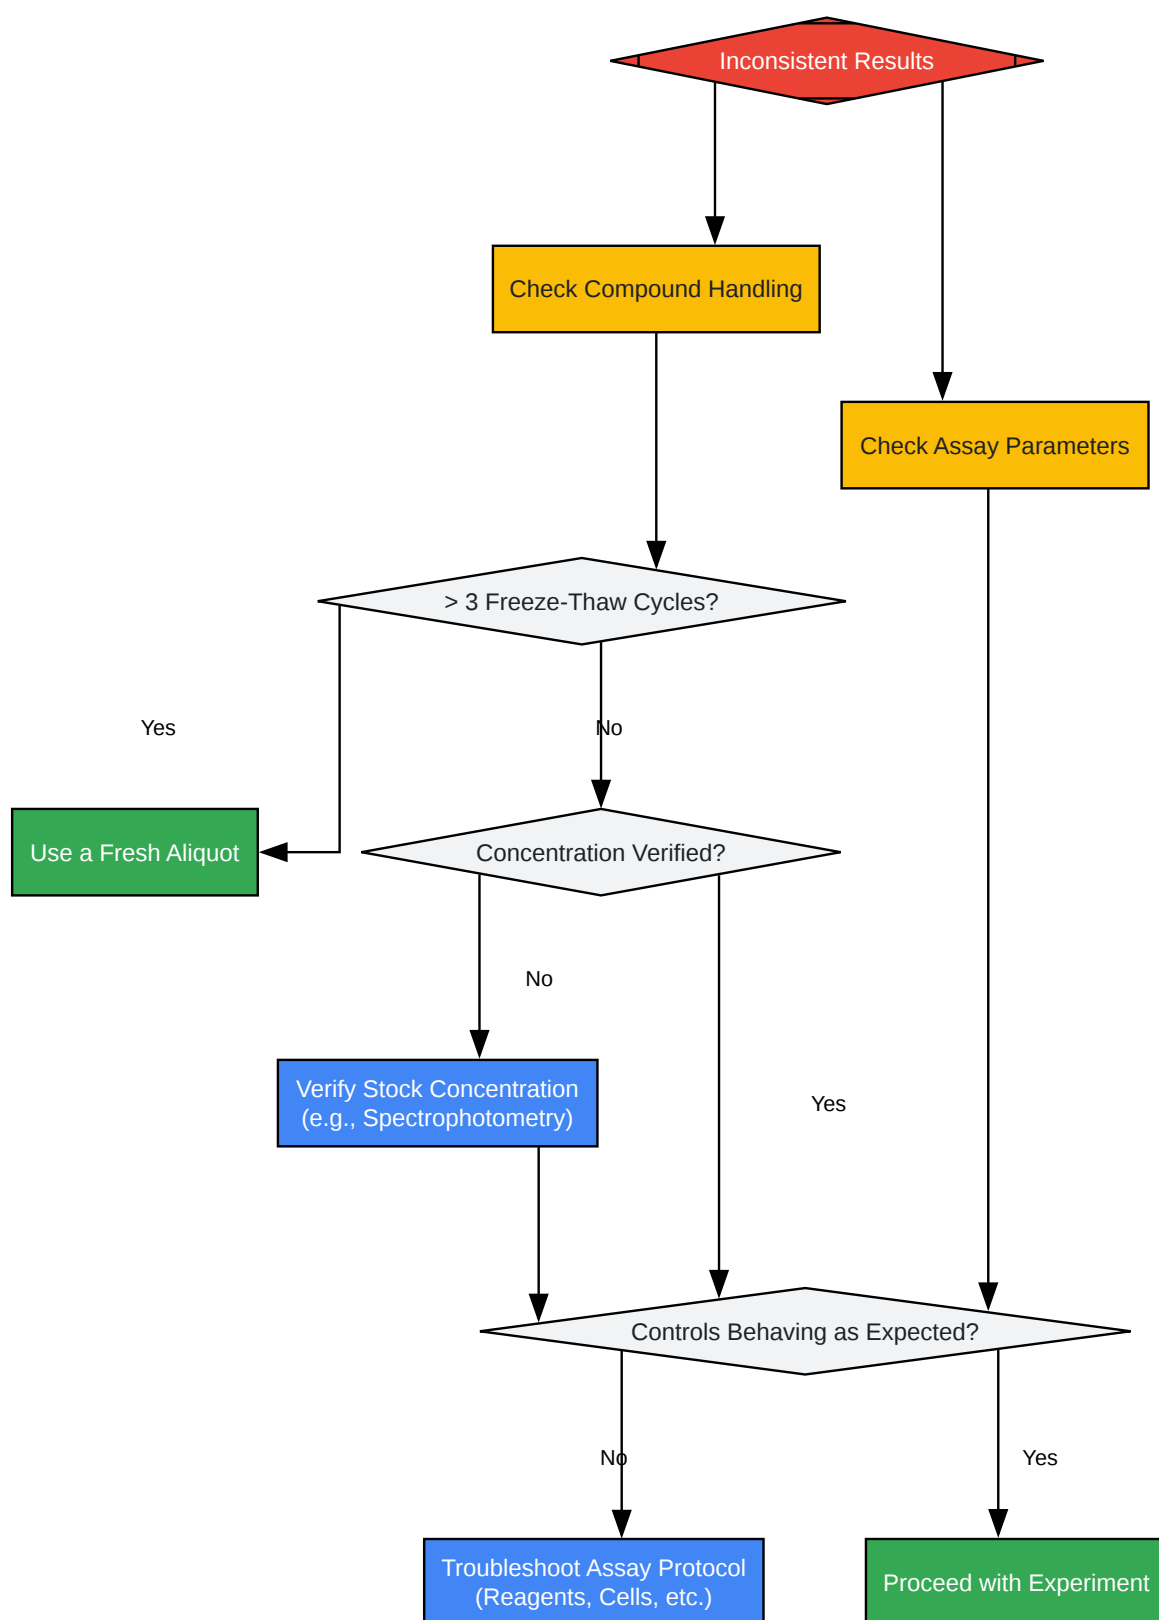 Inconsistent Results
Check Compound Handling
Check Assay Parameters
> 3 Freeze-Thaw Cycles?
Yes
No
Use a Fresh Aliquot
Concentration Verified?
No
Verify Stock Concentration
(e.g., Spectrophotometry)
Yes
Controls Behaving as Expected?
No
Yes
Troubleshoot Assay Protocol
(Reagents, Cells, etc.)
Proceed with Experiment